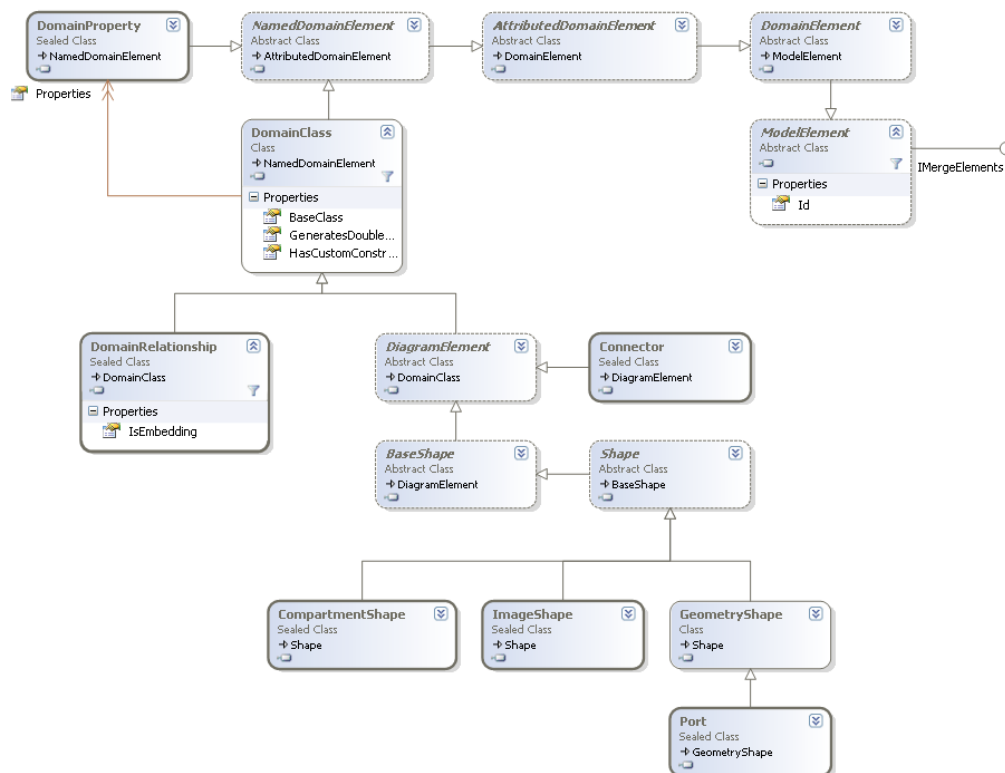 DomainProperty
Sealed Class
NamedDomainElement
Properties
NamedDomainElement
Abstract Class
AttributedDomainElement
AttributedDomainElement
Abstract Class
DomainElement
DomainElement
Abstract Class
ModelElement
DomainClass
Class
NamedDomainElement
Properties
BaseClass
GeneratesDouble...
HasCustomConstr...
ModelElement
Abstract Class
Properties
Id
IMergeElements
DomainRelationship
Sealed Class
DomainClass
Properties
IsEmbedding
DiagramElement
Abstract Class
DomainClass
Connector
Sealed Class
DiagramElement
BaseShape
Abstract Class
DiagramElement
Shape
Abstract Class
BaseShape
CompartmentShape
Sealed Class
Shape
ImageShape
Sealed Class
Shape
GeometryShape
Class
Shape
Port
Sealed Class
GeometryShape